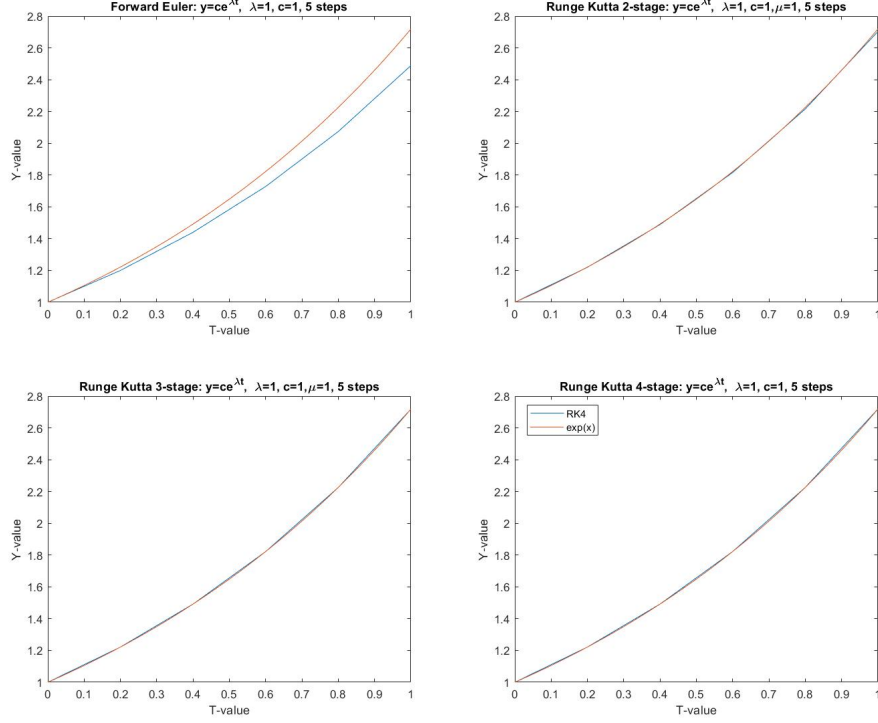 Forward Euler: y=ce^λt, λ=1, c=1, 5 steps
2.8
2.6
2.4
2.2
2
1.8
1.6
1.4
1.2
1
Y-value
0 0.1 0.2 0.3 0.4 0.5 0.6 0.7 0.8 0.9 1
T-value
Runge Kutta 2-stage: y=ce^λt, λ=1, c=1,μ=1, 5 steps
2.8
2.6
2.4
2.2
2
1.8
1.6
1.4
1.2
1
Y-value
0 0.1 0.2 0.3 0.4 0.5 0.6 0.7 0.8 0.9 1
T-value
Runge Kutta 3-stage: y=ce^λt, λ=1, c=1,μ=1, 5 steps
2.8
2.6
2.4
2.2
2
1.8
1.6
1.4
1.2
1
Y-value
0 0.1 0.2 0.3 0.4 0.5 0.6 0.7 0.8 0.9 1
T-value
Runge Kutta 4-stage: y=ce^λt, λ=1, c=1, 5 steps
RK4
exp(x)
2.8
2.6
2.4
2.2
2
1.8
1.6
1.4
1.2
1
Y-value
0 0.1 0.2 0.3 0.4 0.5 0.6 0.7 0.8 0.9 1
T-value